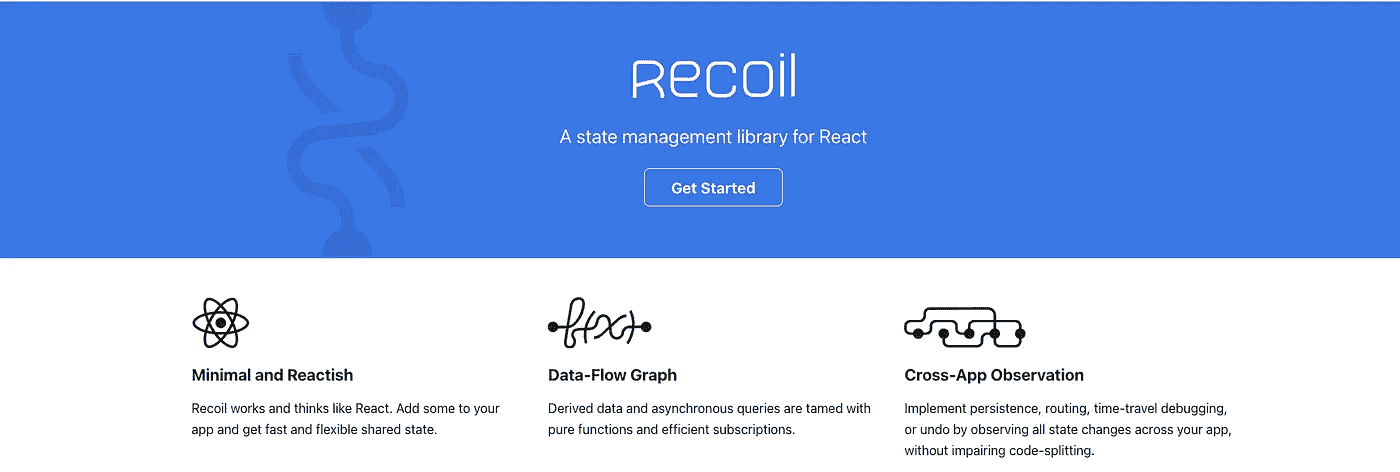 Recoil
A state management library for React
Get Started
f(x)
Minimal and Reactish
Recoil works and thinks like React. Add some to your
app and get fast and flexible shared state.
Data-Flow Graph
Derived data and asynchronous queries are tamed with
pure functions and efficient subscriptions.
Cross-App Observation
Implement persistence, routing, time-travel debugging,
or undo by observing all state changes across your app,
without impairing code-splitting.